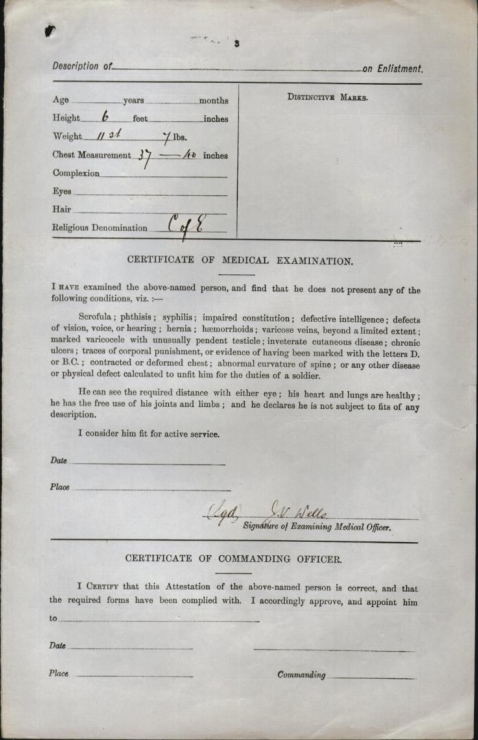 3
Description of on Enlistment.
Age years months
Height 6 feet inches
Weight 11 st 7 lbs.
Chest Measurement 37 — 40 inches
Complexion
Eyes
Hair
Religious Denomination C of E
DISTINCTIVE MARKS.
CERTIFICATE OF MEDICAL EXAMINATION.
I HAVE examined the above-named person, and find that he does not present any of the
following conditions, viz. :—
Scrofula ; phthisis ; syphilis ; impaired constitution ; defective intelligence ; defects
of vision, voice, or hearing ; hernia ; hæmorrhoids ; varicose veins, beyond a limited extent ;
marked varicocele with unusually pendent testicle ; inveterate cutaneous disease ; chronic
ulcers ; traces of corporal punishment, or evidence of having been marked with the letters D.
or B.C. ; contracted or deformed chest ; abnormal curvature of spine ; or any other disease
or physical defect calculated to unfit him for the duties of a soldier.
He can see the required distance with either eye ; his heart and lungs are healthy ;
he has the free use of his joints and limbs ; and he declares he is not subject to fits of any
description.
I consider him fit for active service.
Date
Place
(Sgd) J.V. Wells
Signature of Examining Medical Officer.
CERTIFICATE OF COMMANDING OFFICER.
I CERTIFY that this Attestation of the above-named person is correct, and that
the required forms have been complied with. I accordingly approve, and appoint him
to
Date
Place Commanding